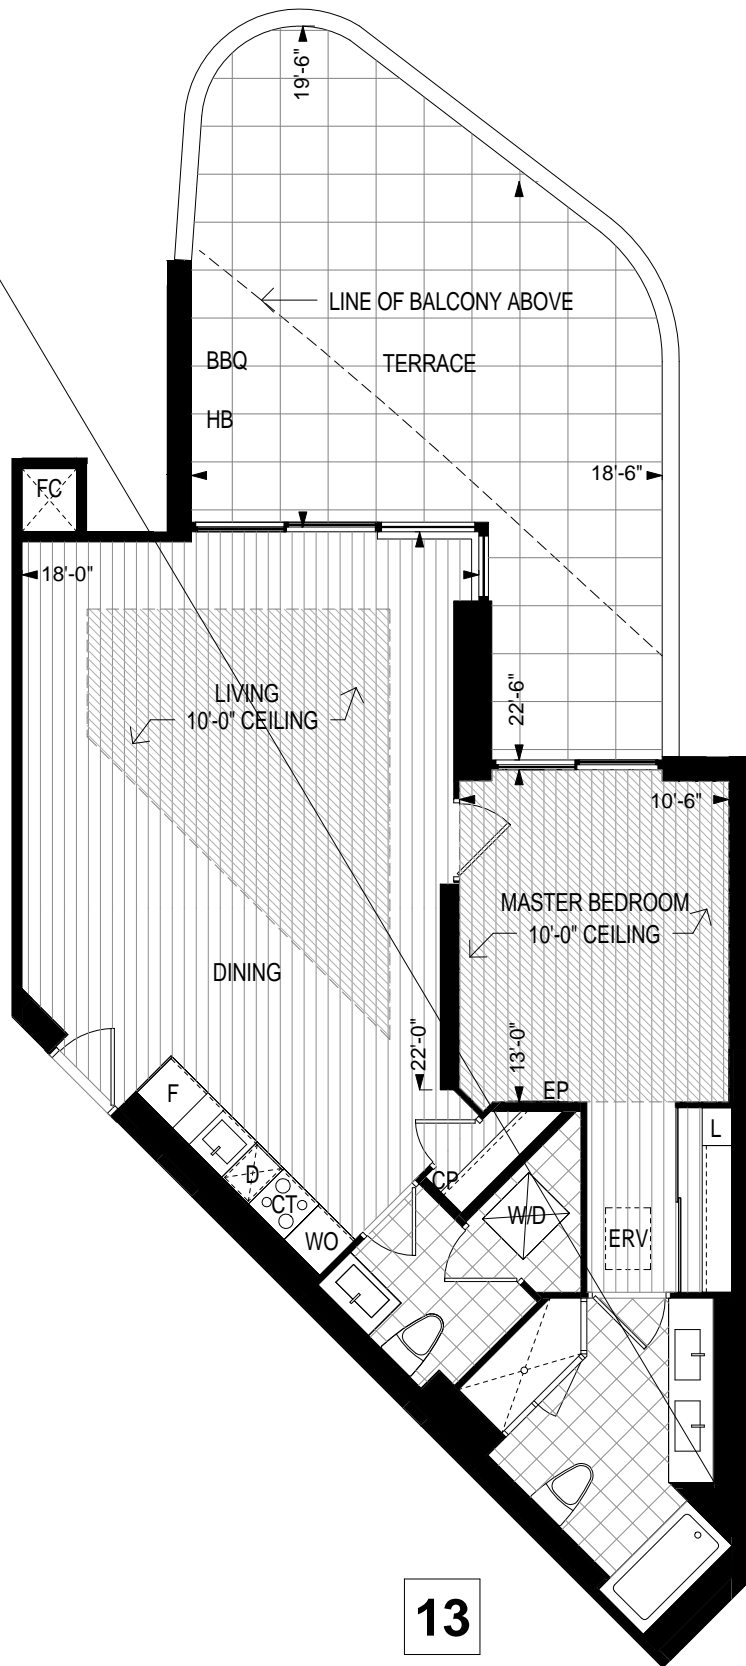 19'-6"
LINE OF BALCONY ABOVE
BBQ
TERRACE
HB
18'-6"
FC
18'-0"
22'-6"
LIVING
10'-0" CEILING
10'-6"
MASTER BEDROOM
10'-0" CEILING
DINING
22'-0"
13'-0"
EP
F
L
D
CP
CT
W/D
WO
ERV
13